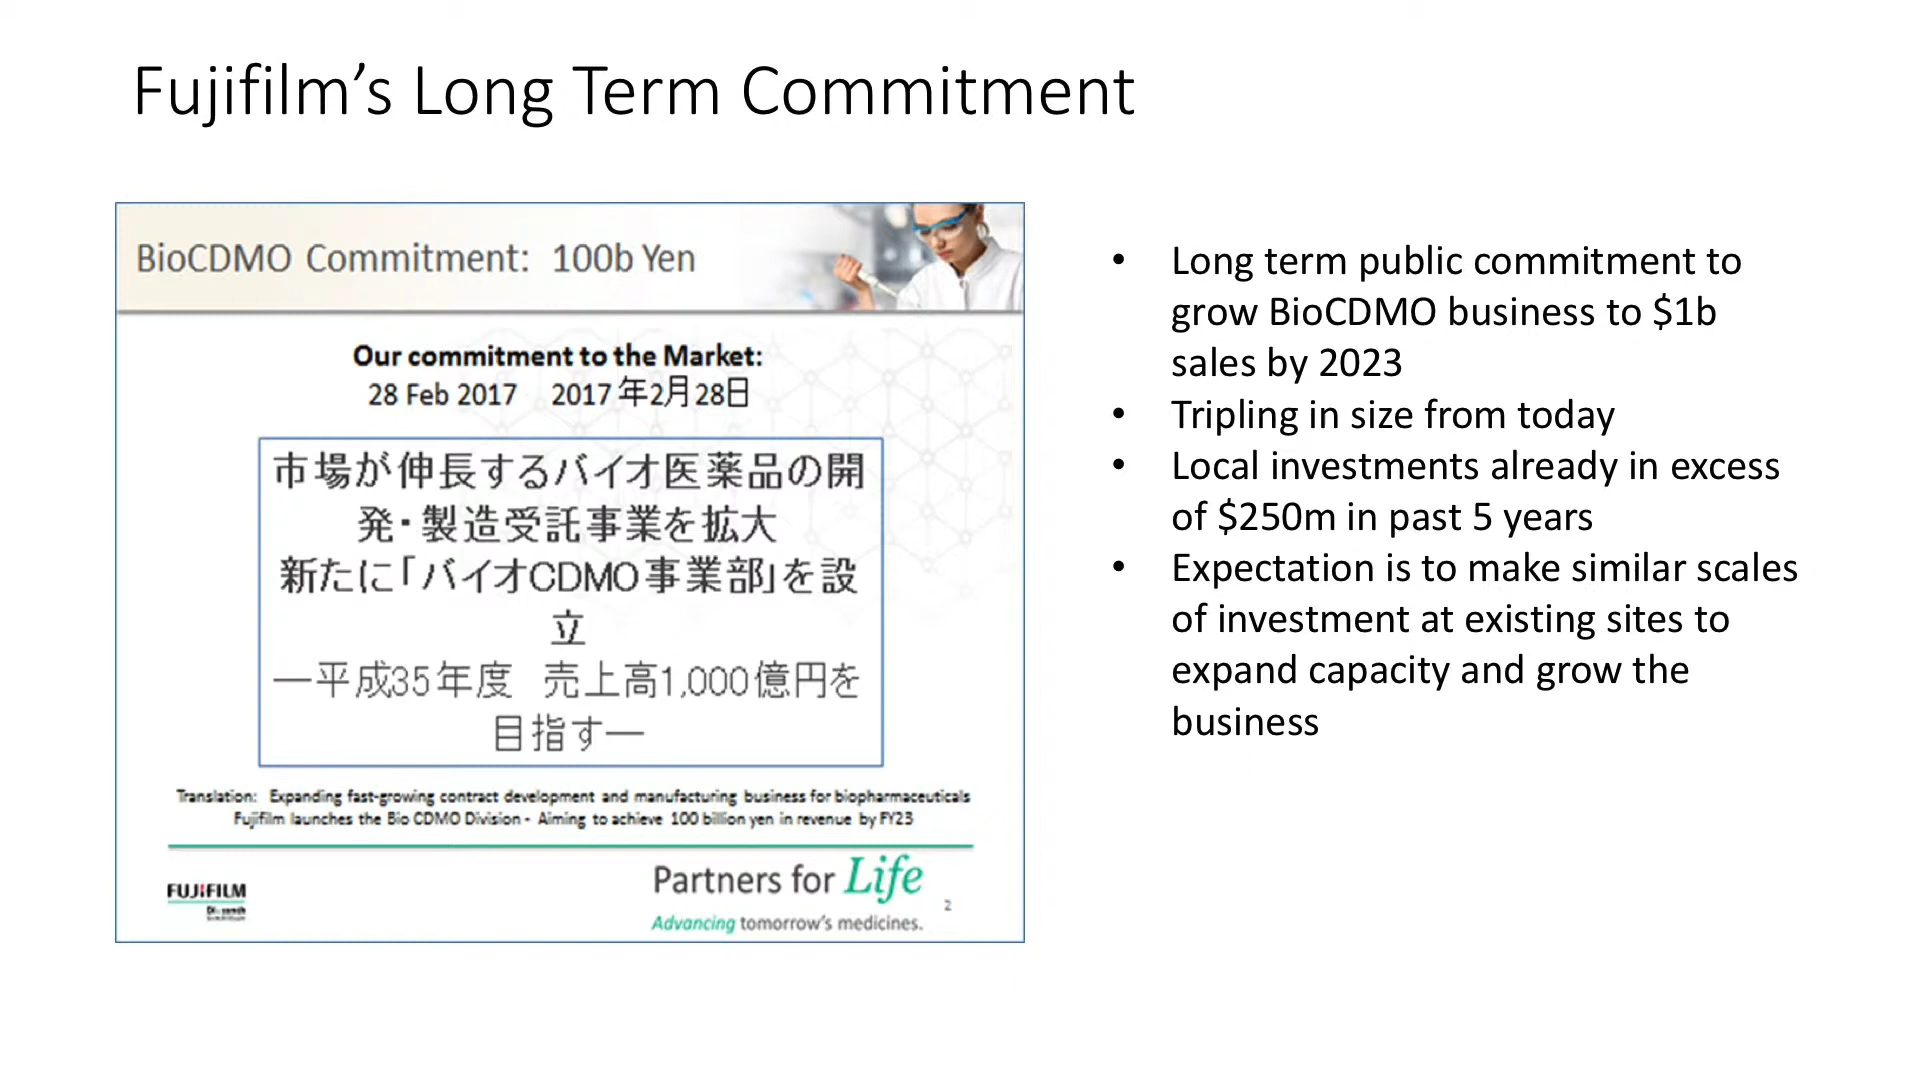 Fujifilm’s Long Term Commitment
BioCDMO Commitment: 100b Yen
Our commitment to the Market:
28 Feb 2017 2017年2月28日
市場が伸長するバイオ医薬品の開
発・製造受託事業を拡大
新たに「バイオCDMO事業部」を設
立
―平成35年度 売上高1,000億円を
目指す―
Translation: Expanding fast-growing contract development and manufacturing business for biopharmaceuticals
Fujifilm launches the Bio CDMO Division - Aiming to achieve 100 billion yen in revenue by FY23
FUJIFILM
Partners for Life
Advancing tomorrow’s medicines.
2
• Long term public commitment to
grow BioCDMO business to $1b
sales by 2023
• Tripling in size from today
• Local investments already in excess
of $250m in past 5 years
• Expectation is to make similar scales
of investment at existing sites to
expand capacity and grow the
business